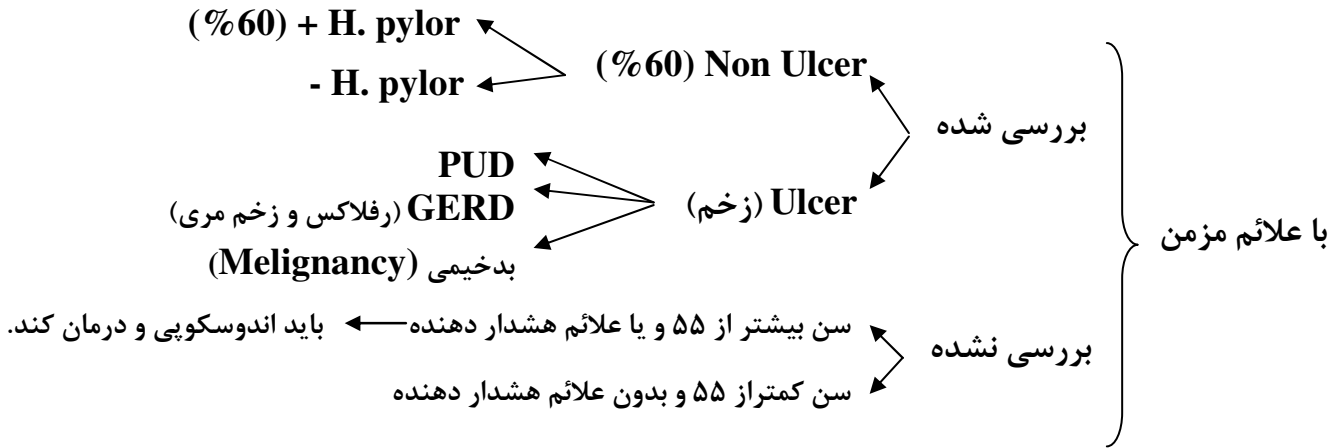 با علائم مزمن
بررسی شده
(%60) Non Ulcer
(%60) + H. pylor
- H. pylor
Ulcer (زخم)
PUD
GERD (رفلاکس و زخم مری)
بدخیمی (Melignancy)
بررسی نشده
سن بیشتر از ۵۵ و یا علائم هشدار دهنده
باید اندوسکوپی و درمان کند.
سن کمتراز ۵۵ و بدون علائم هشدار دهنده